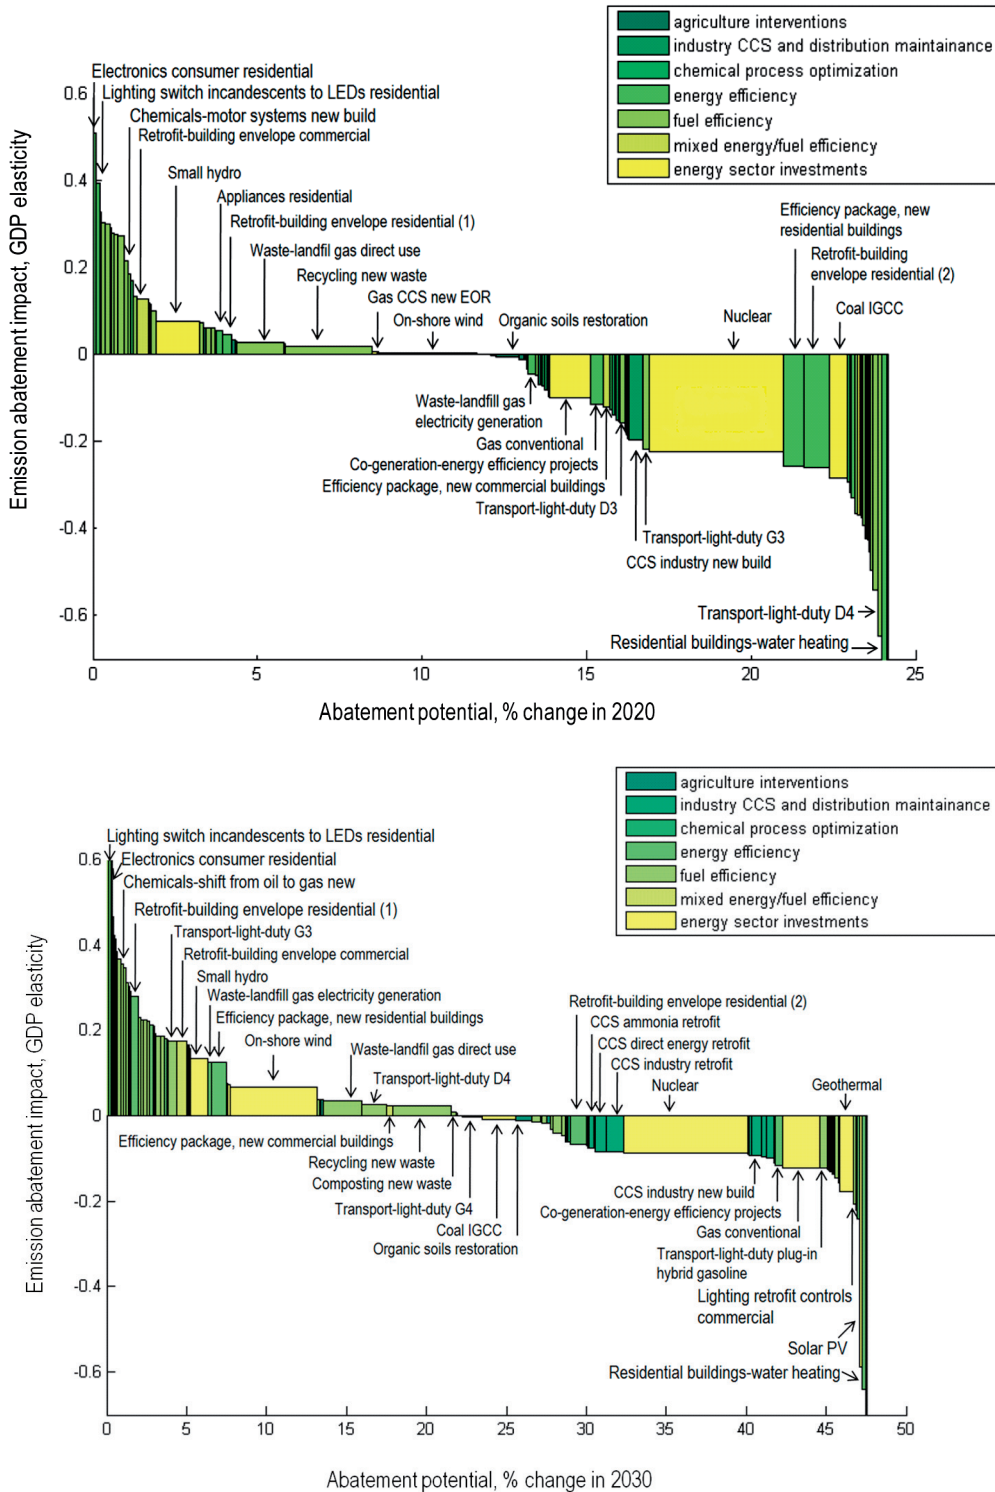 agriculture interventions
industry CCS and distribution maintainance
chemical process optimization
energy efficiency
fuel efficiency
mixed energy/fuel efficiency
energy sector investments
Emission abatement impact, GDP elasticity
0.6
0.4
0.2
0
-0.2
-0.4
-0.6
Electronics consumer residential
Lighting switch incandescents to LEDs residential
Chemicals-motor systems new build
Retrofit-building envelope commercial
Small hydro
Appliances residential
Retrofit-building envelope residential (1)
Waste-landfil gas direct use
Recycling new waste
Gas CCS new EOR
On-shore wind
Organic soils restoration
Nuclear
Efficiency package, new
residential buildings
Retrofit-building
envelope residential (2)
Coal IGCC
Waste-landfill gas
electricity generation
Gas conventional
Co-generation-energy efficiency projects
Efficiency package, new commercial buildings
Transport-light-duty D3
Transport-light-duty G3
CCS industry new build
Transport-light-duty D4
Residential buildings-water heating
0
5
10
15
20
25
Abatement potential, % change in 2020
agriculture interventions
industry CCS and distribution maintainance
chemical process optimization
energy efficiency
fuel efficiency
mixed energy/fuel efficiency
energy sector investments
Emission abatement impact, GDP elasticity
0.6
0.4
0.2
0
-0.2
-0.4
-0.6
Lighting switch incandescents to LEDs residential
Electronics consumer residential
Chemicals-shift from oil to gas new
Retrofit-building envelope residential (1)
Transport-light-duty G3
Retrofit-building envelope commercial
Small hydro
Waste-landfil gas electricity generation
Efficiency package, new residential buildings
On-shore wind
Waste-landfil gas direct use
Transport-light-duty D4
Retrofit-building envelope residential (2)
CCS ammonia retrofit
CCS direct energy retrofit
CCS industry retrofit
Nuclear
Geothermal
Efficiency package, new commercial buildings
Recycling new waste
Composting new waste
Transport-light-duty G4
Coal IGCC
Organic soils restoration
CCS industry new build
Co-generation-energy efficiency projects
Gas conventional
Transport-light-duty plug-in
hybrid gasoline
Lighting retrofit controls
commercial
Solar PV
Residential buildings-water heating
0
5
10
15
20
25
30
35
40
45
50
Abatement potential, % change in 2030